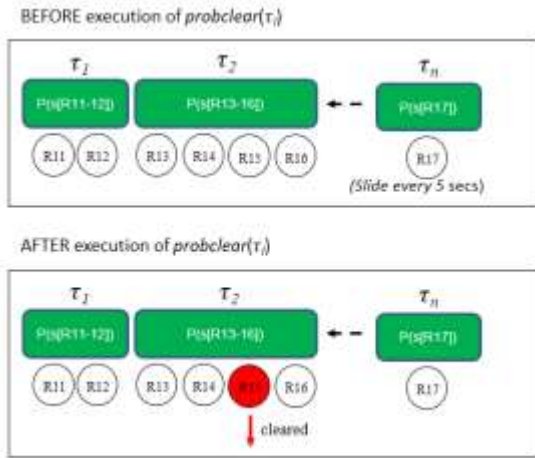 BEFORE execution of probclear(τi)
τ1 τ2 τn
P(s[R11-12]) P(s[R13-16]) P(s[R17])
R11 R12 R13 R14 R15 R16 R17
(Slide every 5 secs)
AFTER execution of probclear(τi)
τ1 τ2 τn
P(s[R11-12]) P(s[R13-16]) P(s[R17])
R11 R12 R13 R14 R15 R16 R17
cleared